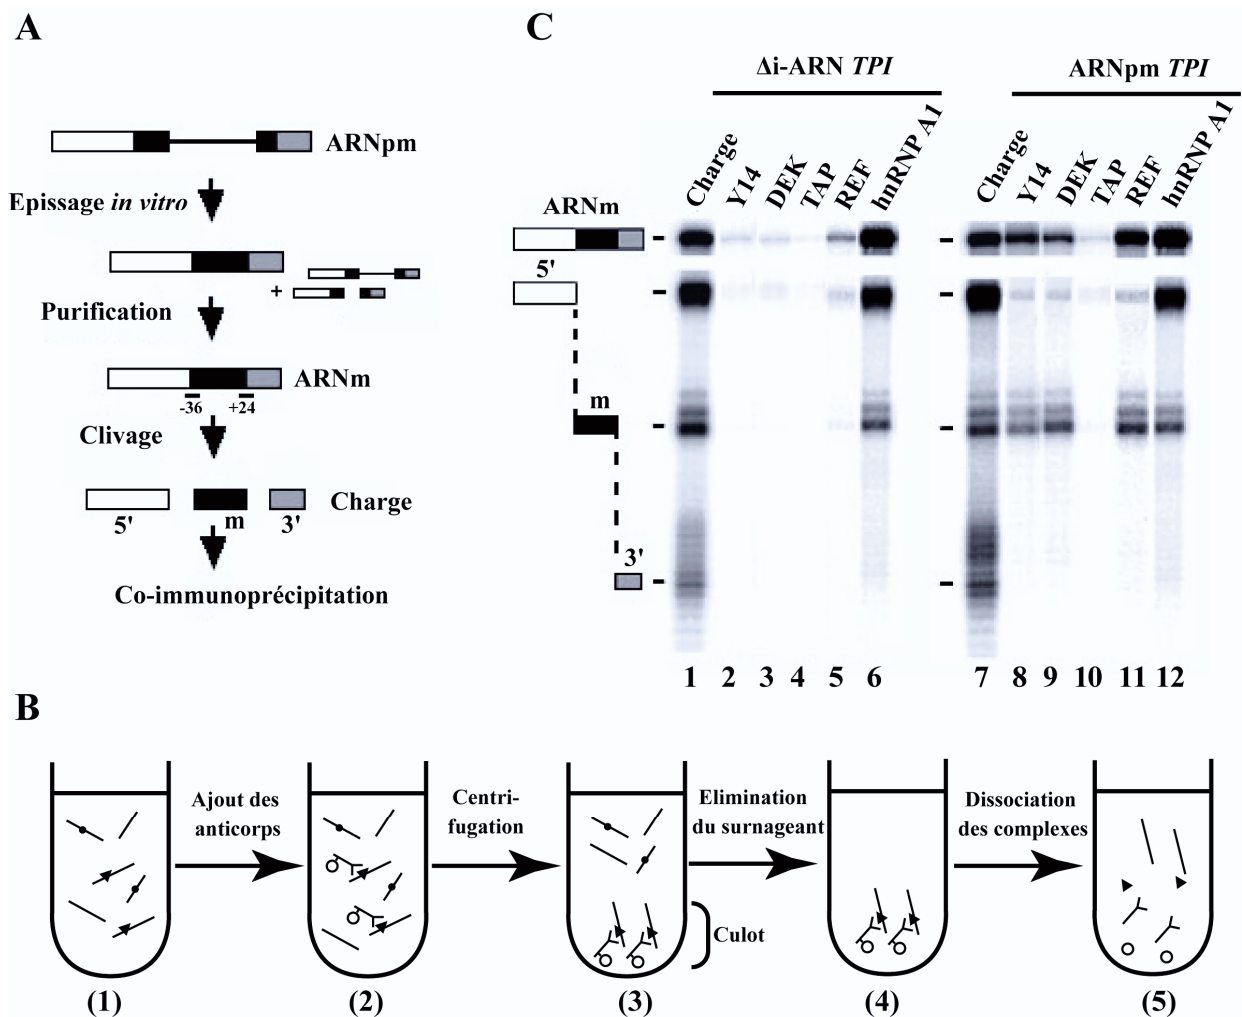 A
ARNpm
Epissage in vitro
+
Purification
ARNm
-36 +24
Clivage
5' m 3' Charge
Co-immunoprécipitation
C
Δi-ARN TPI ARNpm TPI
Charge Y14 DEK TAP REF hnRNP A1 Charge Y14 DEK TAP REF hnRNP A1
ARNm
5'
m
3'
1 2 3 4 5 6 7 8 9 10 11 12
B
Ajout des
anticorps
Centri-
fugation
Elimination
du surnageant
Dissociation
des complexes
Culot
(1) (2) (3) (4) (5)